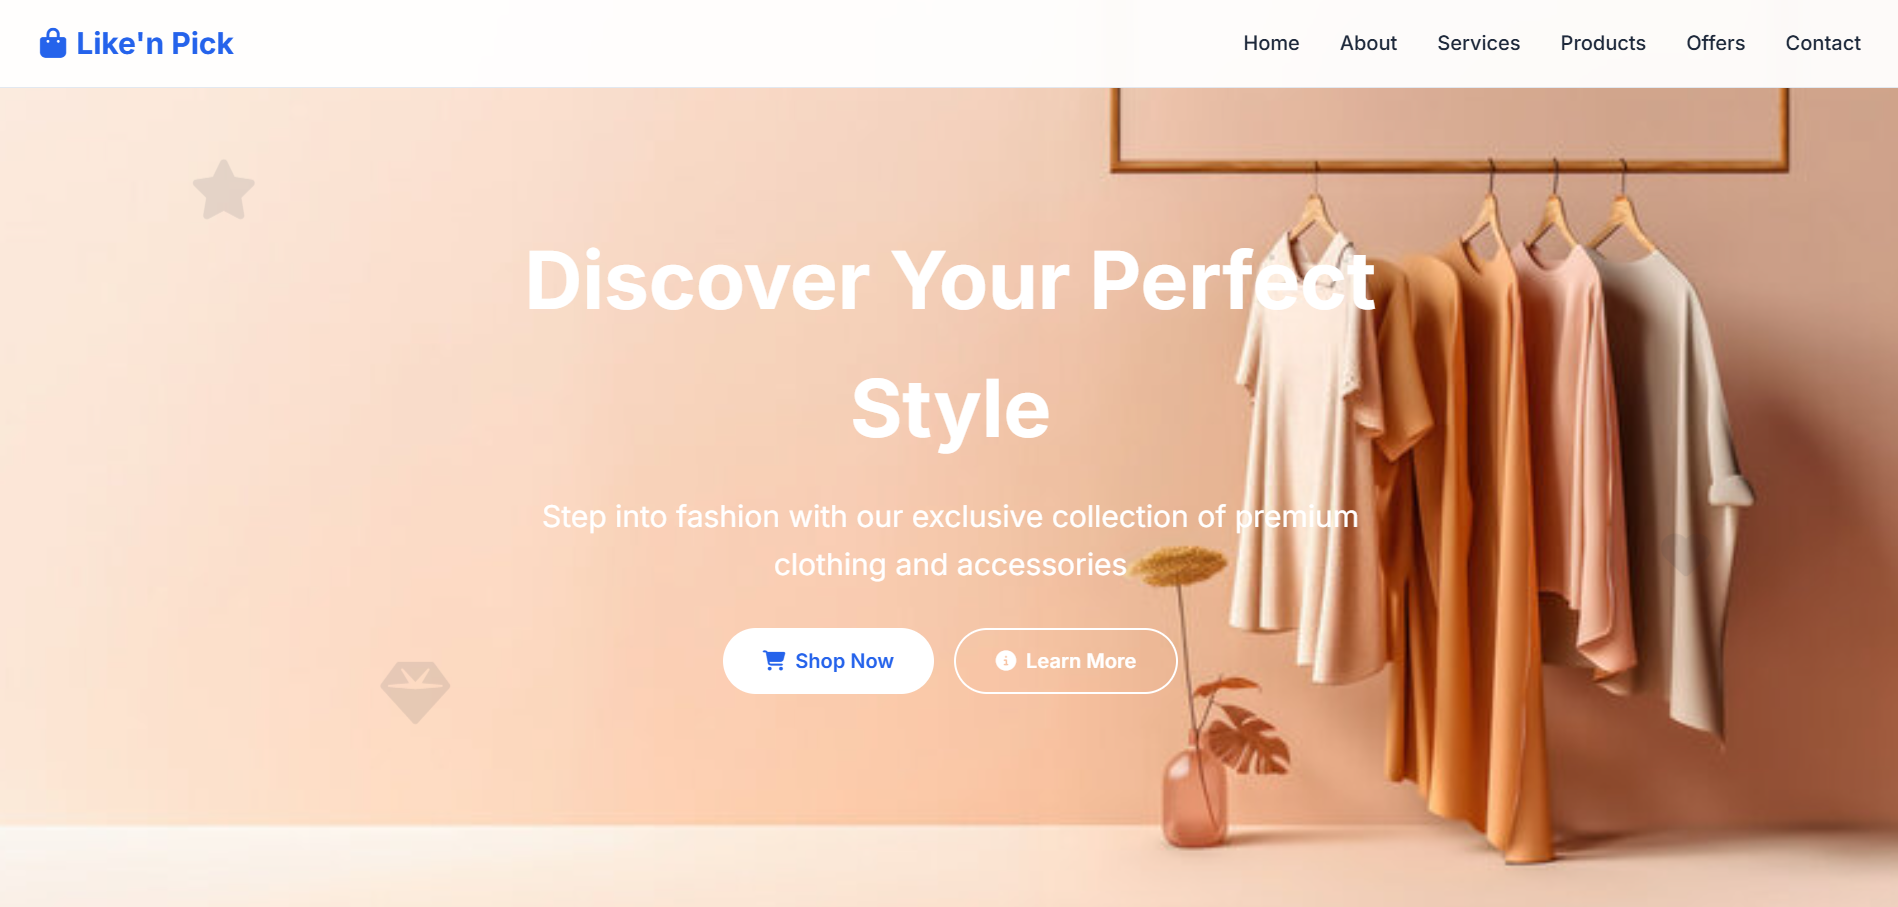 Like'n Pick
Home About Services Products Offers Contact
Discover Your Perfect
Style
Step into fashion with our exclusive collection of premium
clothing and accessories
Shop Now
Learn More